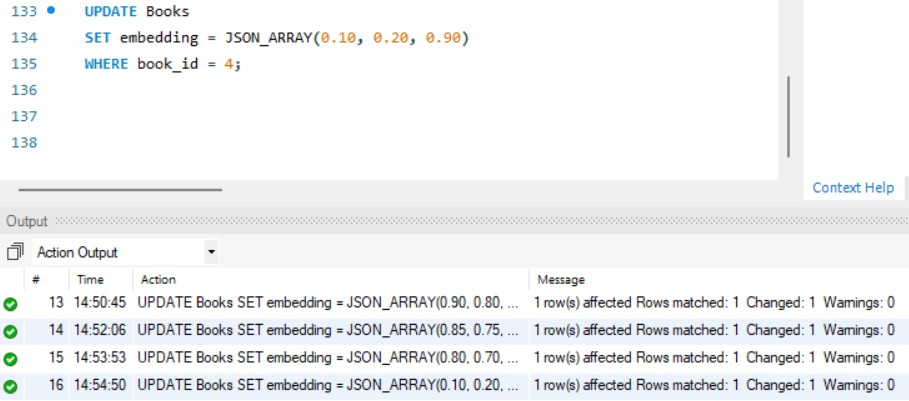 133 UPDATE Books
134 SET embedding = JSON_ARRAY(0.10, 0.20, 0.90)
135 WHERE book_id = 4;
136
137
138
Context Help
Output
Action Output
# Time Action Message
13 14:50:45 UPDATE Books SET embedding = JSON_ARRAY(0.90, 0.80, ... 1 row(s) affected Rows matched: 1 Changed: 1 Warnings: 0
14 14:52:06 UPDATE Books SET embedding = JSON_ARRAY(0.85, 0.75, ... 1 row(s) affected Rows matched: 1 Changed: 1 Warnings: 0
15 14:53:53 UPDATE Books SET embedding = JSON_ARRAY(0.80, 0.70, ... 1 row(s) affected Rows matched: 1 Changed: 1 Warnings: 0
16 14:54:50 UPDATE Books SET embedding = JSON_ARRAY(0.10, 0.20, ... 1 row(s) affected Rows matched: 1 Changed: 1 Warnings: 0